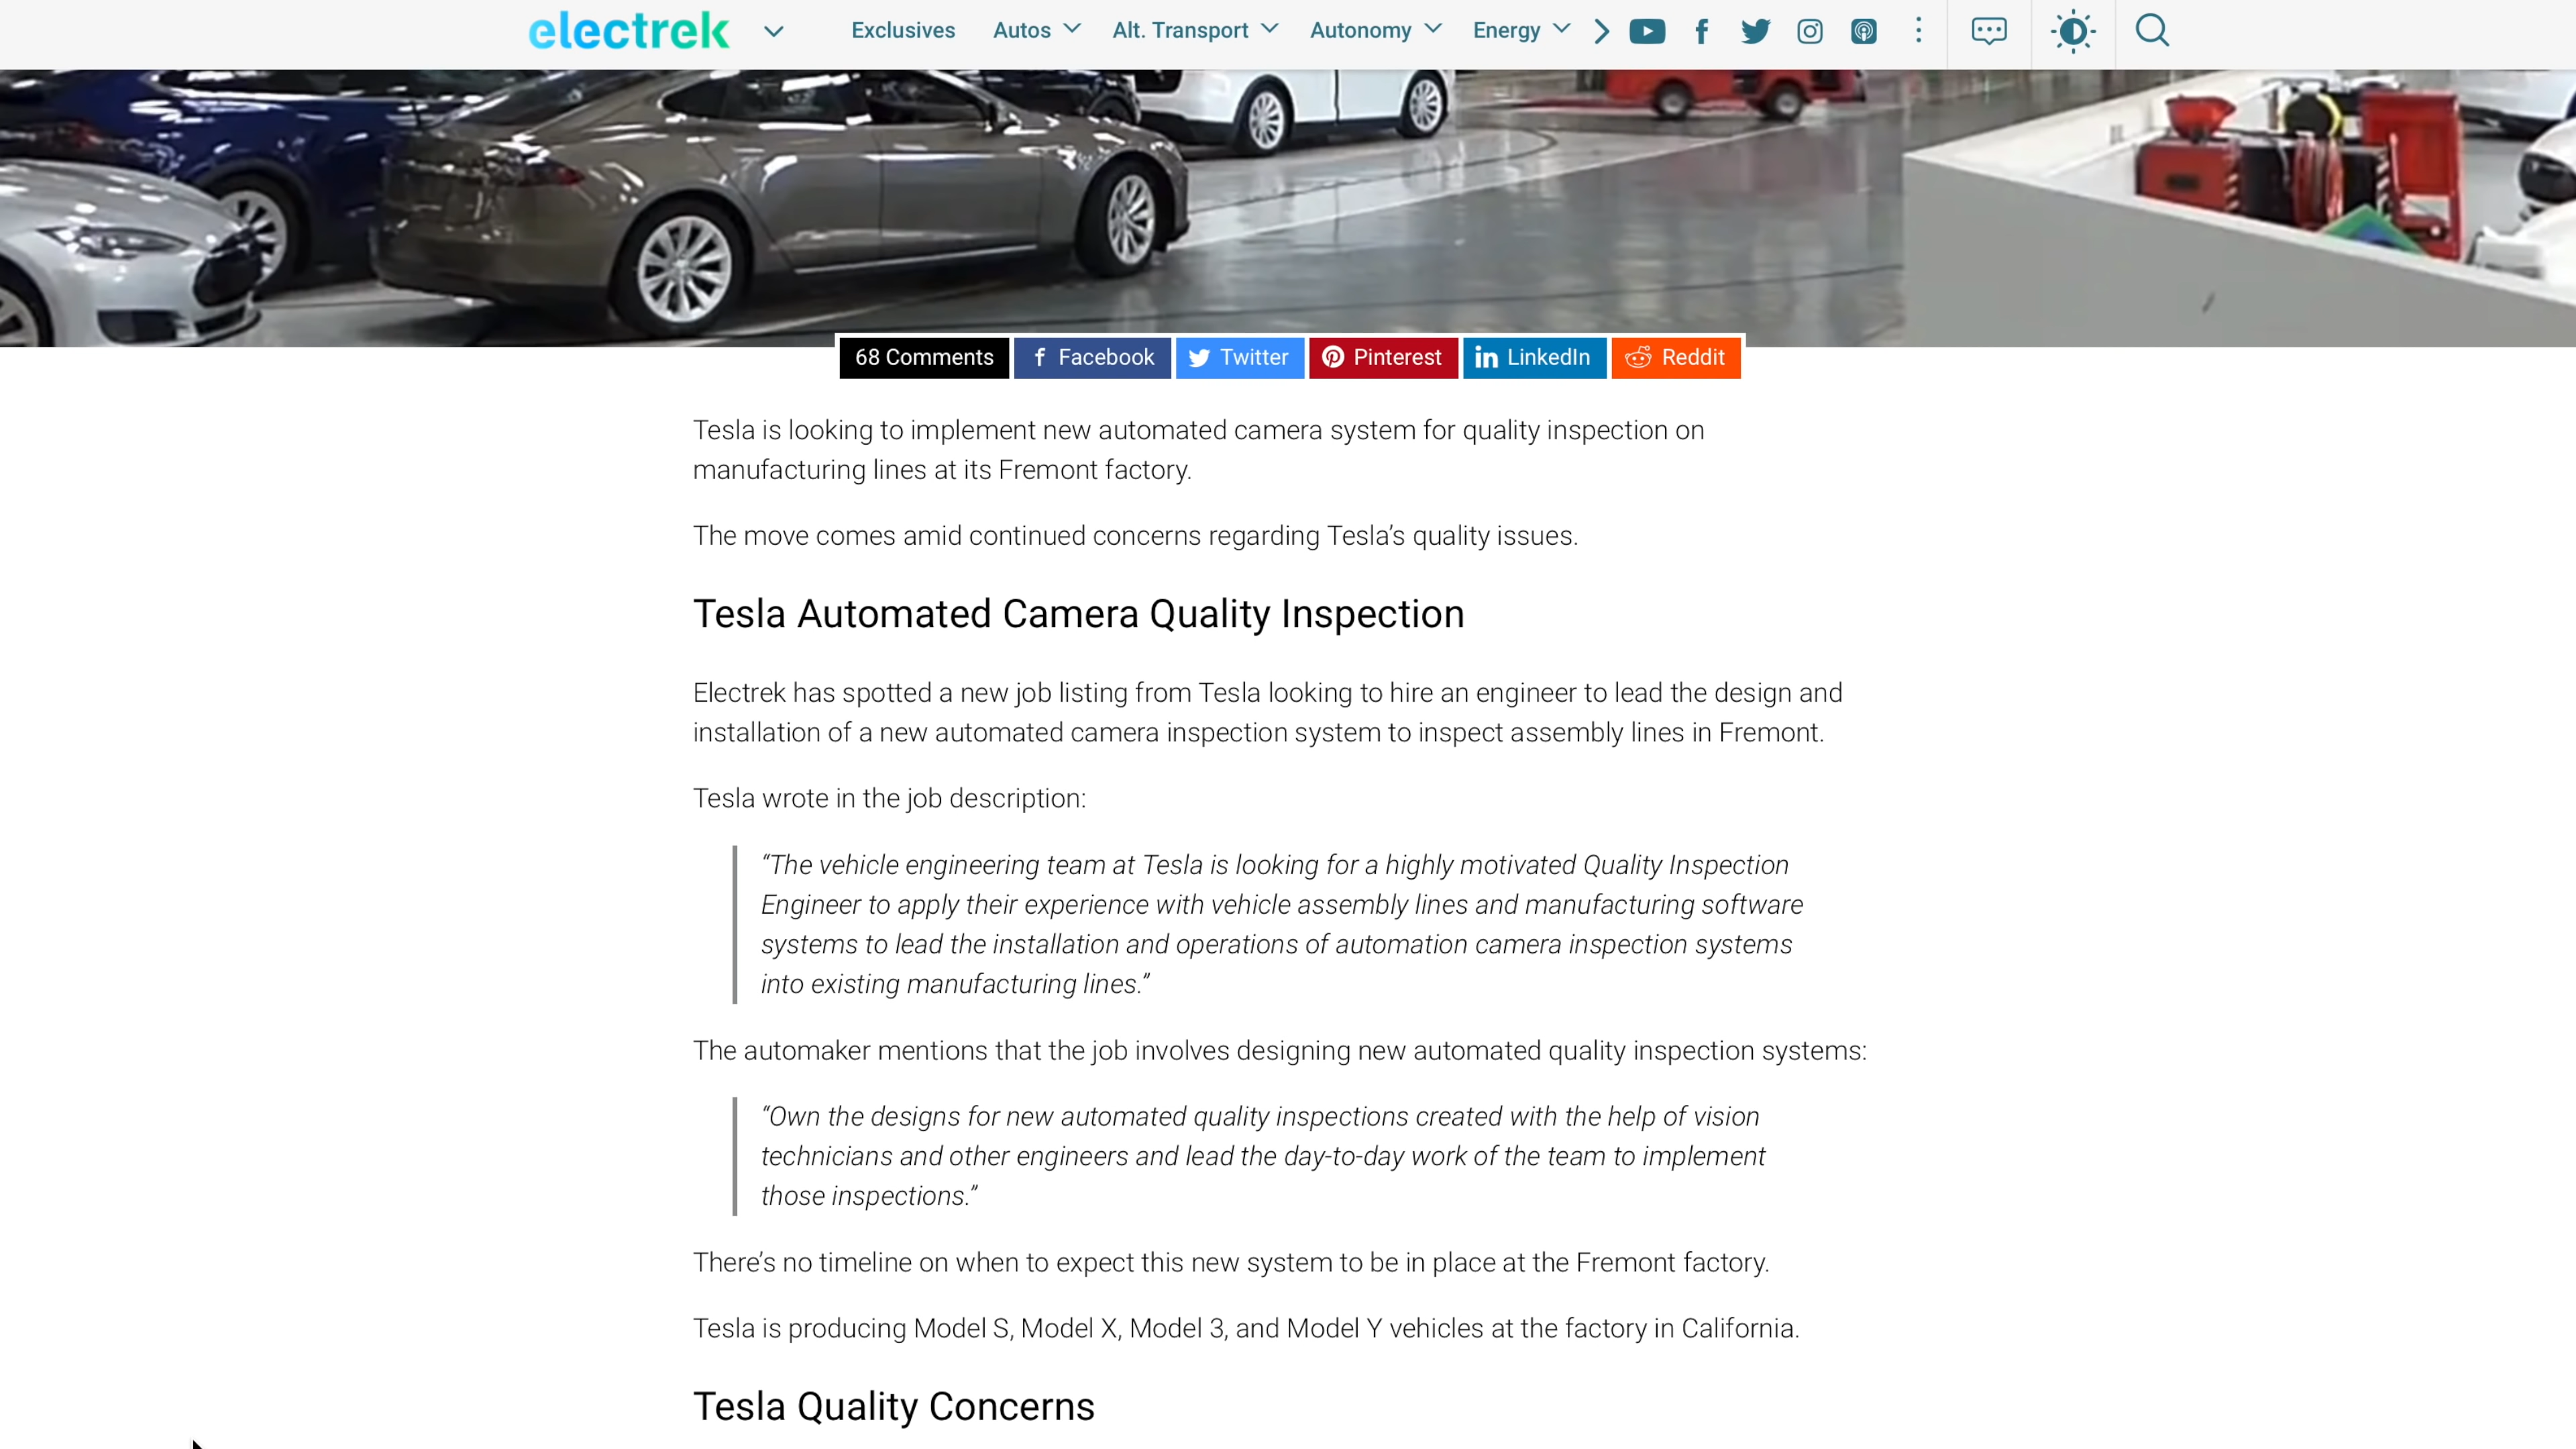 electrek
Exclusives Autos Alt. Transport Autonomy Energy
68 Comments Facebook Twitter Pinterest LinkedIn Reddit
Tesla is looking to implement new automated camera system for quality inspection on
manufacturing lines at its Fremont factory.
The move comes amid continued concerns regarding Tesla’s quality issues.
Tesla Automated Camera Quality Inspection
Electrek has spotted a new job listing from Tesla looking to hire an engineer to lead the design and
installation of a new automated camera inspection system to inspect assembly lines in Fremont.
Tesla wrote in the job description:
“The vehicle engineering team at Tesla is looking for a highly motivated Quality Inspection
Engineer to apply their experience with vehicle assembly lines and manufacturing software
systems to lead the installation and operations of automation camera inspection systems
into existing manufacturing lines.”
The automaker mentions that the job involves designing new automated quality inspection systems:
“Own the designs for new automated quality inspections created with the help of vision
technicians and other engineers and lead the day-to-day work of the team to implement
those inspections.”
There’s no timeline on when to expect this new system to be in place at the Fremont factory.
Tesla is producing Model S, Model X, Model 3, and Model Y vehicles at the factory in California.
Tesla Quality Concerns